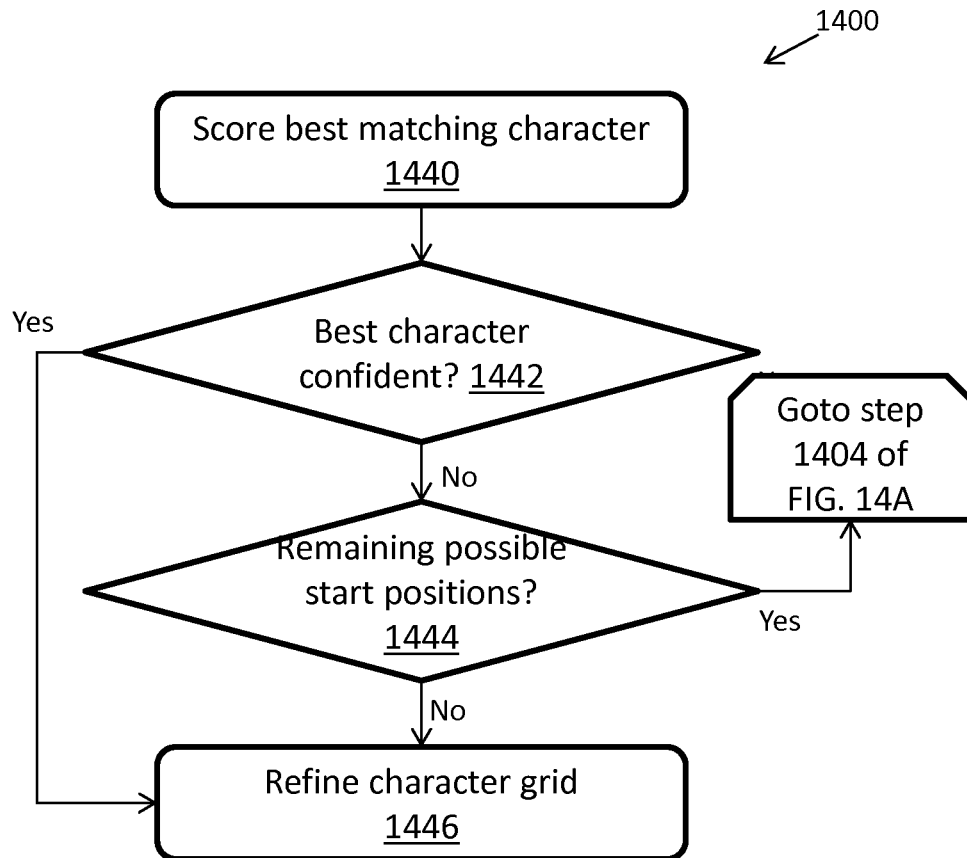 1400
Score best matching character
1440
Yes
Best character
confident? 1442
Goto step
1404 of
FIG. 14A
No
Remaining possible
start positions?
1444
Yes
No
Refine character grid
1446